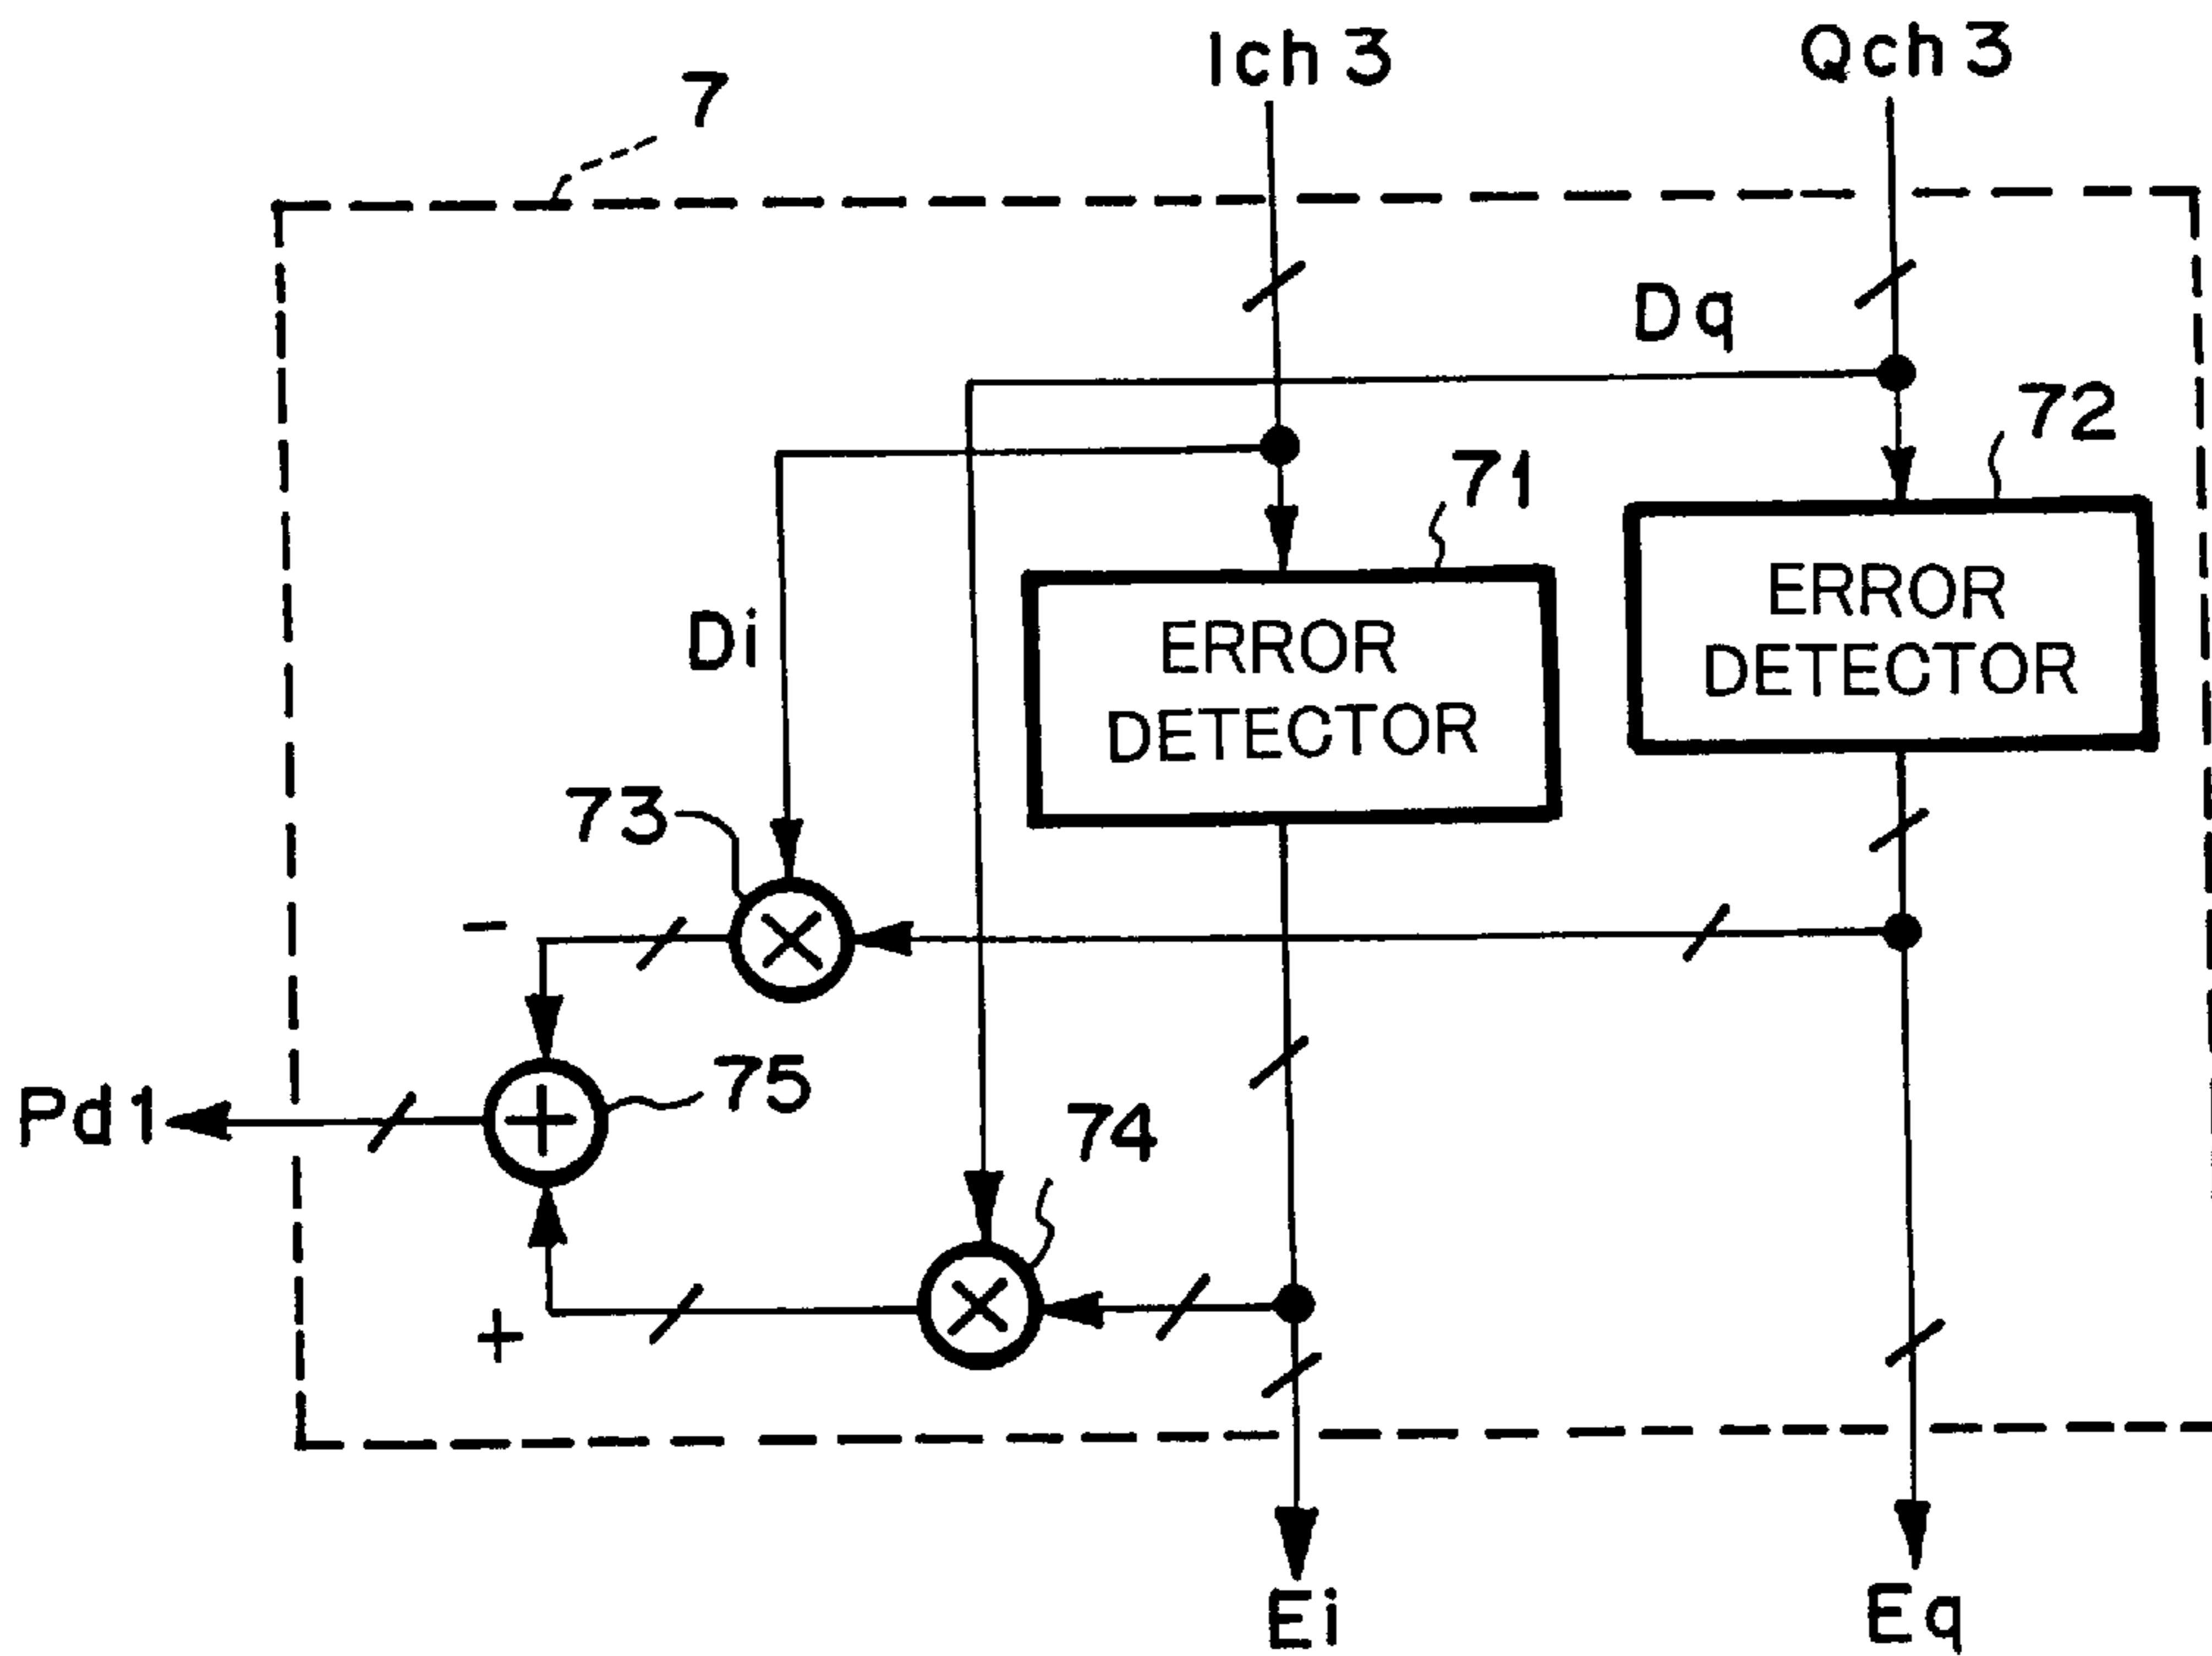 Ich 3
Qch 3
7
Dq
72
71
ERROR
DETECTOR
ERROR
DETECTOR
Di
73
-
75
Pd1
74
+
Ei
Eq